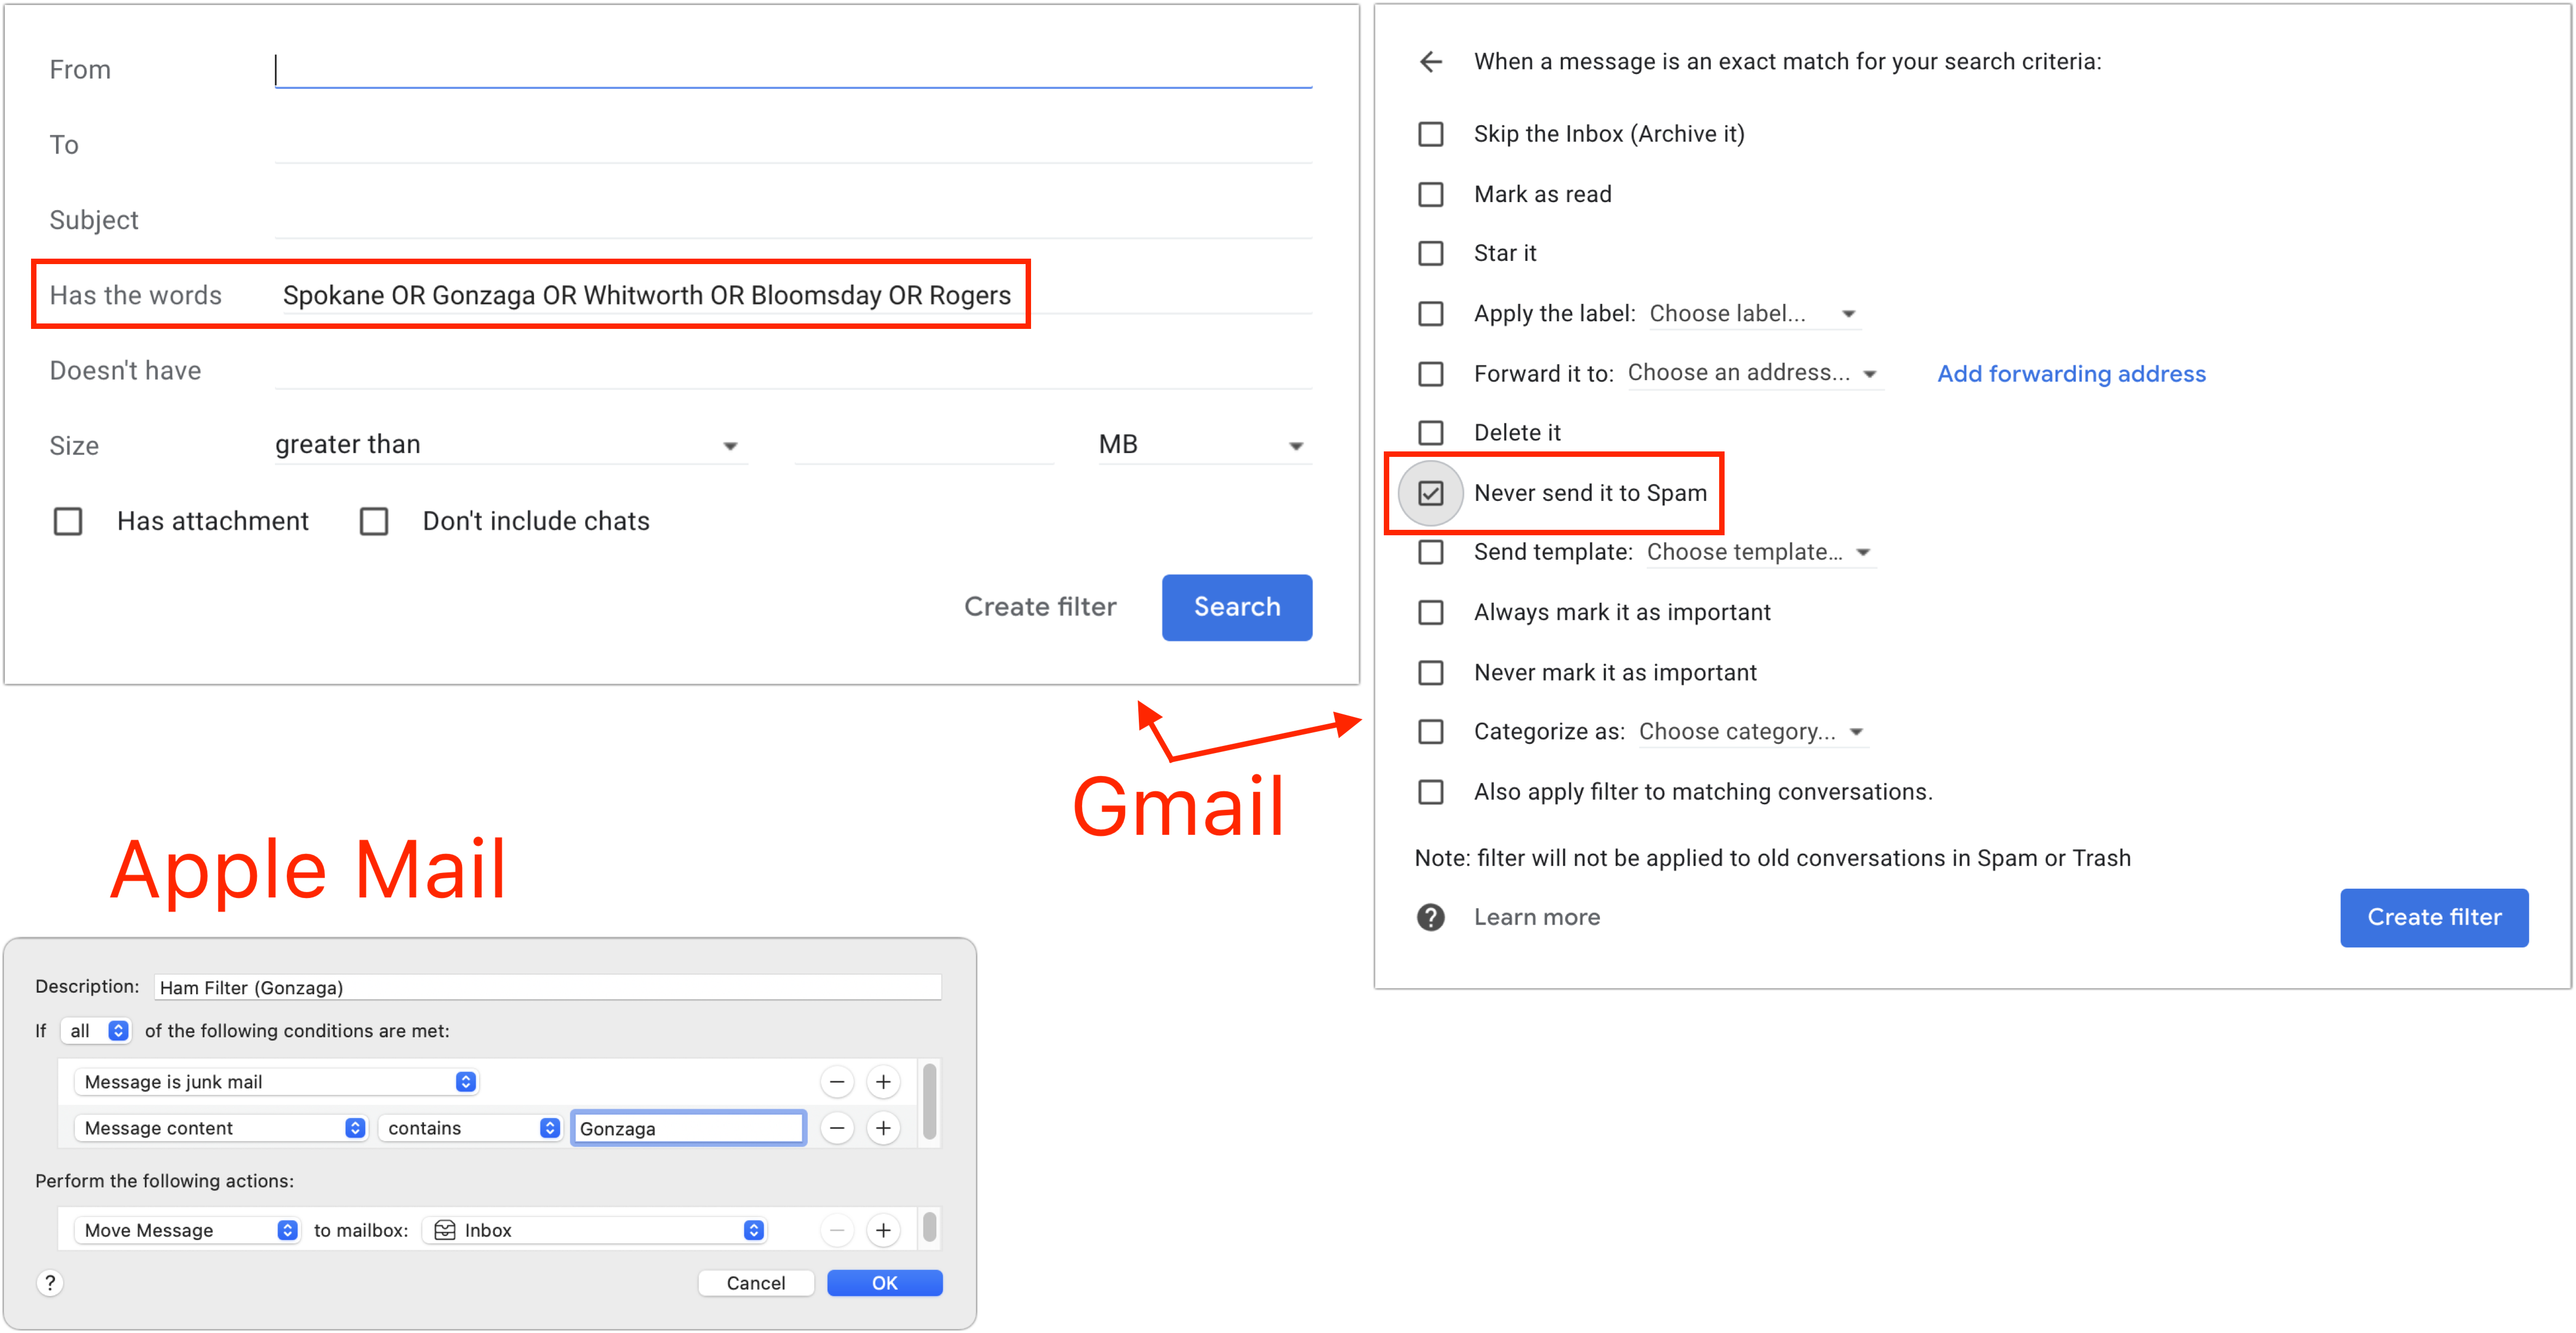 From
To
Subject
Has the words Spokane OR Gonzaga OR Whitworth OR Bloomsday OR Rogers
Doesn't have
Size greater than MB
Has attachment Don't include chats
Create filter Search
When a message is an exact match for your search criteria:
Skip the Inbox (Archive it)
Mark as read
Star it
Apply the label: Choose label...
Forward it to: Choose an address... Add forwarding address
Delete it
Never send it to Spam
Send template: Choose template...
Always mark it as important
Never mark it as important
Categorize as: Choose category...
Also apply filter to matching conversations.
Note: filter will not be applied to old conversations in Spam or Trash
? Learn more
Create filter
Gmail
Apple Mail
Description: Ham Filter (Gonzaga)
If all of the following conditions are met:
Message is junk mail
Message content contains Gonzaga
Perform the following actions:
Move Message to mailbox: Inbox
? Cancel OK